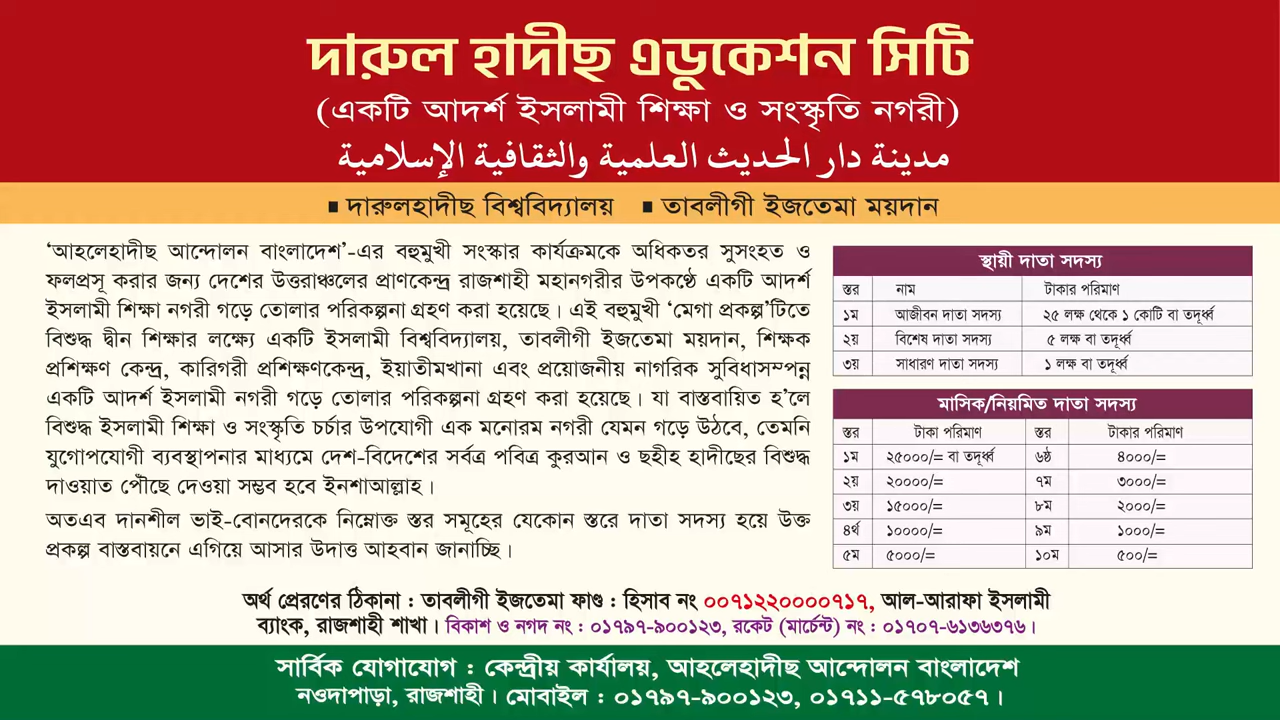 দারুল হাদীছ এডুকেশন সিটি
(একটি আদর্শ ইসলামী শিক্ষা ও সংস্কৃতি নগরী)
مدينة دار الحديث العلمية والثقافية الإسلامية
■ দারুলহাদীছ বিশ্ববিদ্যালয় ■ তাবলীগী ইজতেমা ময়দান
‘আহলেহাদীছ আন্দোলন বাংলাদেশ’-এর বহুমুখী সংস্কার কার্যক্রমকে অধিকতর সুসংহত ও
ফলপ্রসূ করার জন্য দেশের উত্তরাঞ্চলের প্রাণকেন্দ্র রাজশাহী মহানগরীর উপকণ্ঠে একটি আদর্শ
ইসলামী শিক্ষা নগরী গড়ে তোলার পরিকল্পনা গ্রহণ করা হয়েছে। এই বহুমুখী ‘মেগা প্রকল্প’টিতে
বিশুদ্ধ দ্বীন শিক্ষার লক্ষ্যে একটি ইসলামী বিশ্ববিদ্যালয়, তাবলীগী ইজতেমা ময়দান, শিক্ষক
প্রশিক্ষণ কেন্দ্র, কারিগরী প্রশিক্ষণকেন্দ্র, ইয়াতীমখানা এবং প্রয়োজনীয় নাগরিক সুবিধাসম্পন্ন
একটি আদর্শ ইসলামী নগরী গড়ে তোলার পরিকল্পনা গ্রহণ করা হয়েছে। যা বাস্তবায়িত হ’লে
বিশুদ্ধ ইসলামী শিক্ষা ও সংস্কৃতি চর্চার উপযোগী এক মনোরম নগরী যেমন গড়ে উঠবে, তেমনি
যুগোপযোগী ব্যবস্থাপনার মাধ্যমে দেশ-বিদেশের সর্বত্র পবিত্র কুরআন ও ছহীহ হাদীছের বিশুদ্ধ
দাওয়াত পৌঁছে দেওয়া সম্ভব হবে ইনশাআল্লাহ।
অতএব দানশীল ভাই-বোনদেরকে নিম্নোক্ত স্তর সমূহের যেকোন স্তরে দাতা সদস্য হয়ে উক্ত
প্রকল্প বাস্তবায়নে এগিয়ে আসার উদাত্ত আহবান জানাচ্ছি।
স্থায়ী দাতা সদস্য
স্তর নাম টাকার পরিমাণ
১ম আজীবন দাতা সদস্য ২৫ লক্ষ থেকে ১ কোটি বা তদূর্ধ্ব
২য় বিশেষ দাতা সদস্য ৫ লক্ষ বা তদূর্ধ্ব
৩য় সাধারণ দাতা সদস্য ১ লক্ষ বা তদূর্ধ্ব
মাসিক/নিয়মিত দাতা সদস্য
স্তর টাকা পরিমাণ স্তর টাকার পরিমাণ
১ম ২৫০০০/= বা তদূর্ধ্ব ৬ষ্ঠ ৪০০০/=
২য় ২০০০০/= ৭ম ৩০০০/=
৩য় ১৫০০০/= ৮ম ২০০০/=
৪র্থ ১০০০০/= ৯ম ১০০০/=
৫ম ৫০০০/= ১০ম ৫০০/=
অর্থ প্রেরণের ঠিকানা : তাবলীগী ইজতেমা ফাণ্ড : হিসাব নং ০০৭১২২০০০০৭১৭, আল-আরাফা ইসলামী
ব্যাংক, রাজশাহী শাখা। বিকাশ ও নগদ নং : ০১৭৯৭-৯০০১২৩, রকেট (মার্চেন্ট) নং : ০১৭০৭-৬১৩৬৩৭৬।
সার্বিক যোগাযোগ : কেন্দ্রীয় কার্যালয়, আহলেহাদীছ আন্দোলন বাংলাদেশ
নওদাপাড়া, রাজশাহী। মোবাইল : ০১৭৯৭-৯০০১২৩, ০১৭১১-৫৭৮০৫৭।